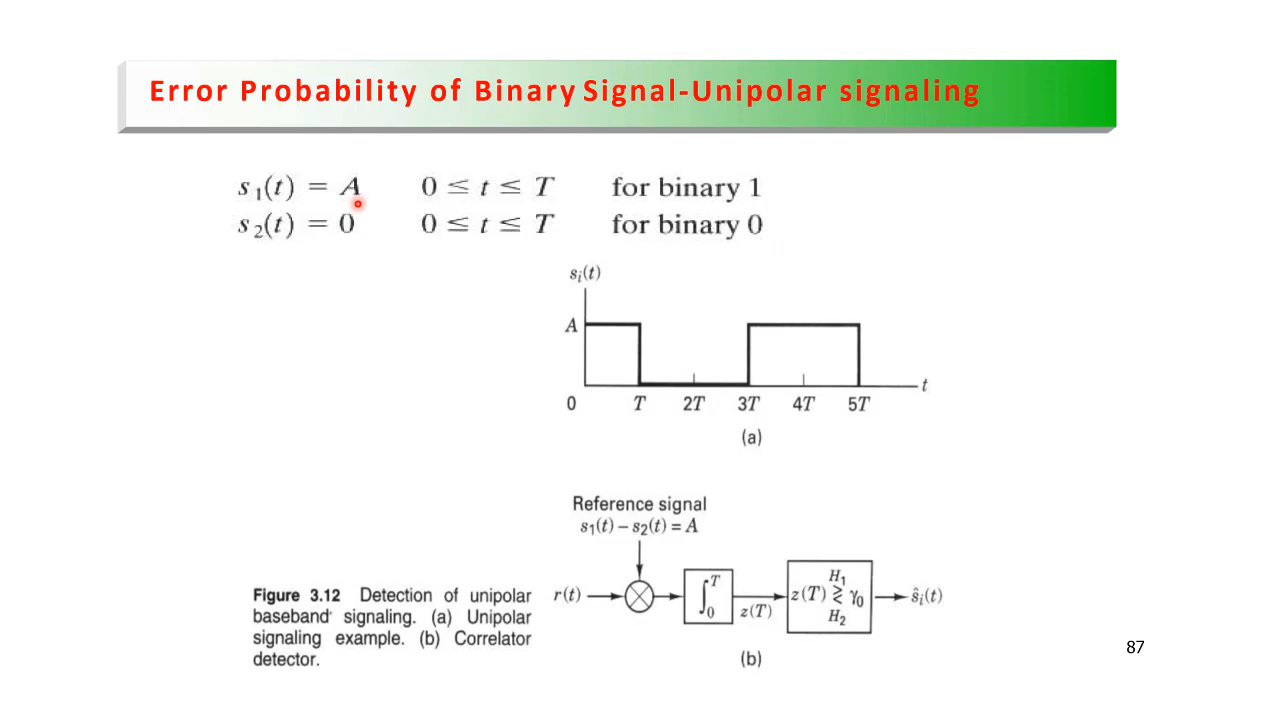 Error Probability of Binary Signal-Unipolar signaling
s₁(t) = A 0 ≤ t ≤ T for binary 1
s₂(t) = 0 0 ≤ t ≤ T for binary 0
sᵢ(t)
A
0 T 2T 3T 4T 5T
t
(a)
Reference signal
s₁(t) – s₂(t) = A
r(t)
∫₀ᵀ
z(T)
H₁
z(T) ≷ γ₀
H₂
ŝᵢ(t)
(b)
Figure 3.12 Detection of unipolar
baseband signaling. (a) Unipolar
signaling example. (b) Correlator
detector.
87